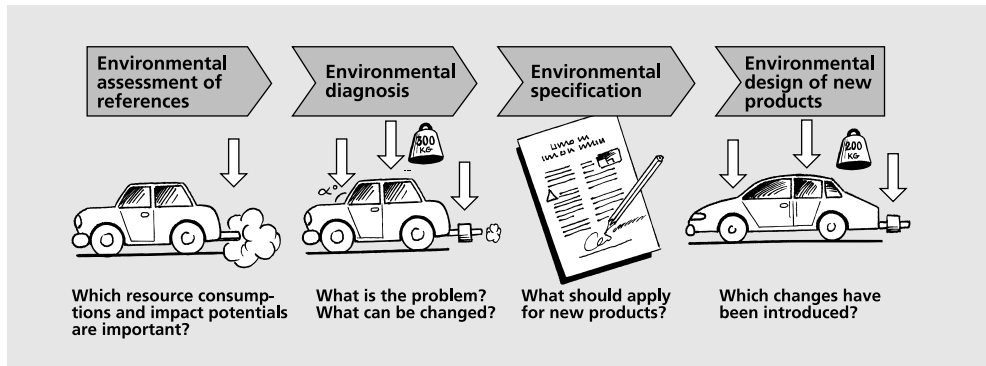 Environmental
assessment of
references
Environmental
diagnosis
Environmental
specification
Environmental
design of new
products
300
KG
α°
200
KG
Which resource consump-
tions and impact potentials
are important?
What is the problem?
What can be changed?
What should apply
for new products?
Which changes have
been introduced?